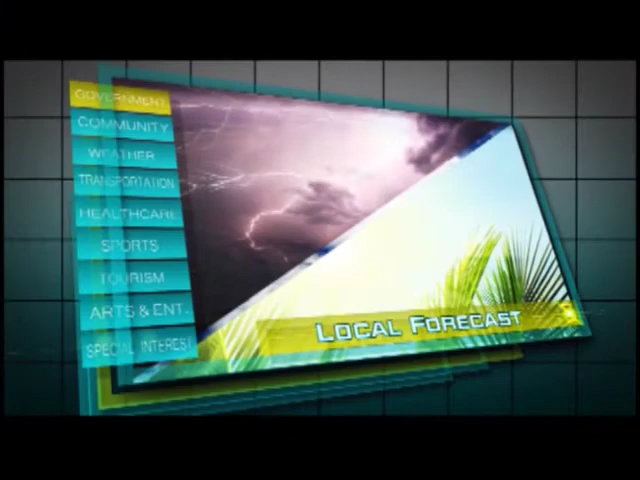 GOVERNMENT
COMMUNITY
WEATHER
TRANSPORTATION
HEALTHCARE
SPORTS
TOURISM
ARTS & ENT.
SPECIAL INTEREST
LOCAL FORECAST